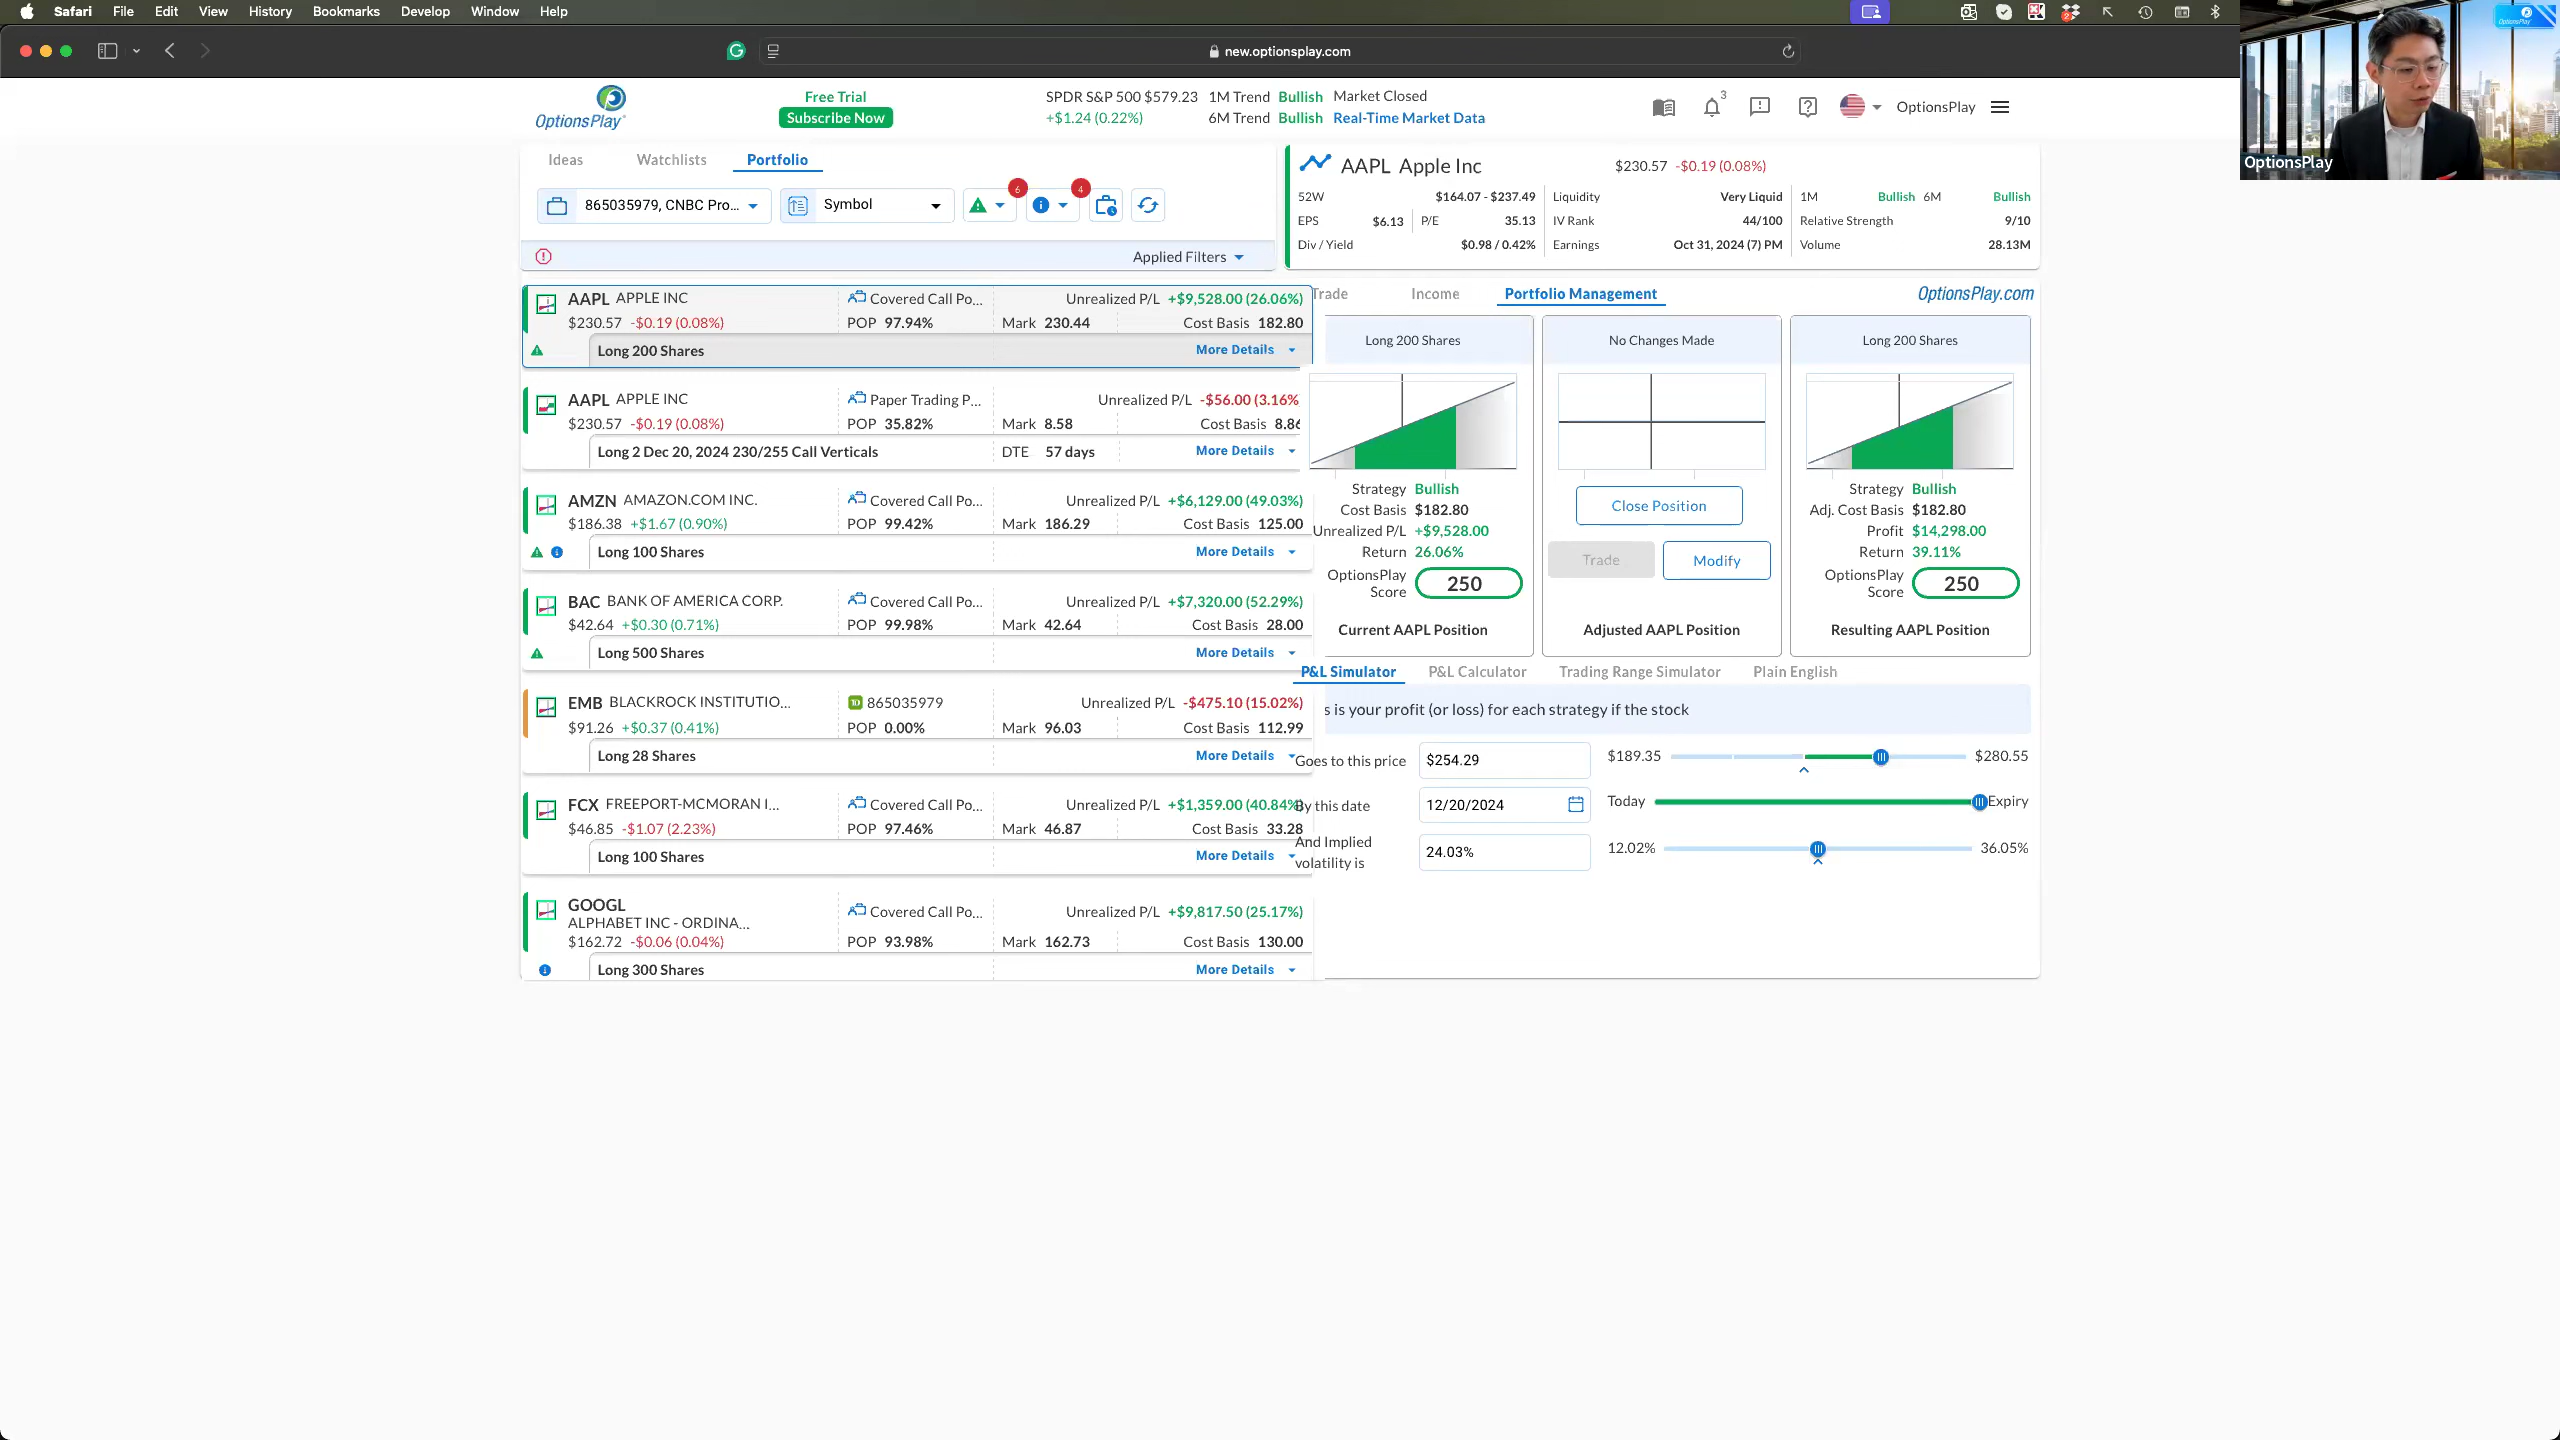 Safari File Edit View History Bookmarks Develop Window Help
new.optionsplay.com
OptionsPlay
Free Trial
Subscribe Now
SPDR S&P 500 $579.23 1M Trend Bullish Market Closed
+$1.24 (0.22%) 6M Trend Bullish Real-Time Market Data
3
OptionsPlay
OptionsPlay
Ideas Watchlists Portfolio
865035979, CNBC Pro... Symbol 6 4
Applied Filters
AAPL Apple Inc $230.57 -$0.19 (0.08%)
52W $164.07 - $237.49 Liquidity Very Liquid 1M Bullish 6M Bullish
EPS $6.13 P/E 35.13 IV Rank 44/100 Relative Strength 9/10
Div / Yield $0.98 / 0.42% Earnings Oct 31, 2024 (7) PM Volume 28.13M
AAPL APPLE INC Covered Call Po... Unrealized P/L +$9,528.00 (26.06%)
$230.57 -$0.19 (0.08%) POP 97.94% Mark 230.44 Cost Basis 182.80
Long 200 Shares More Details
AAPL APPLE INC Paper Trading P... Unrealized P/L -$56.00 (3.16%
$230.57 -$0.19 (0.08%) POP 35.82% Mark 8.58 Cost Basis 8.86
Long 2 Dec 20, 2024 230/255 Call Verticals DTE 57 days More Details
AMZN AMAZON.COM INC. Covered Call Po... Unrealized P/L +$6,129.00 (49.03%)
$186.38 +$1.67 (0.90%) POP 99.42% Mark 186.29 Cost Basis 125.00
Long 100 Shares More Details
BAC BANK OF AMERICA CORP. Covered Call Po... Unrealized P/L +$7,320.00 (52.29%)
$42.64 +$0.30 (0.71%) POP 99.98% Mark 42.64 Cost Basis 28.00
Long 500 Shares More Details
EMB BLACKROCK INSTITUTIO... 865035979 Unrealized P/L -$475.10 (15.02%)
$91.26 +$0.37 (0.41%) POP 0.00% Mark 96.03 Cost Basis 112.99
Long 28 Shares More Details
FCX FREEPORT-MCMORAN I... Covered Call Po... Unrealized P/L +$1,359.00 (40.84%)
$46.85 -$1.07 (2.23%) POP 97.46% Mark 46.87 Cost Basis 33.28
Long 100 Shares More Details
GOOGL
ALPHABET INC - ORDINA... Covered Call Po... Unrealized P/L +$9,817.50 (25.17%)
$162.72 -$0.06 (0.04%) POP 93.98% Mark 162.73 Cost Basis 130.00
Long 300 Shares More Details
Trade Income Portfolio Management OptionsPlay.com
Long 200 Shares No Changes Made Long 200 Shares
Strategy Bullish
Cost Basis $182.80
Unrealized P/L +$9,528.00
Return 26.06%
OptionsPlay Score 250
Current AAPL Position
Close Position
Trade Modify
Adjusted AAPL Position
Strategy Bullish
Adj. Cost Basis $182.80
Profit $14,298.00
Return 39.11%
OptionsPlay Score 250
Resulting AAPL Position
P&L Simulator P&L Calculator Trading Range Simulator Plain English
s is your profit (or loss) for each strategy if the stock
Goes to this price $254.29 $189.35 $280.55
By this date 12/20/2024 Today Expiry
And Implied
volatility is 24.03% 12.02% 36.05%